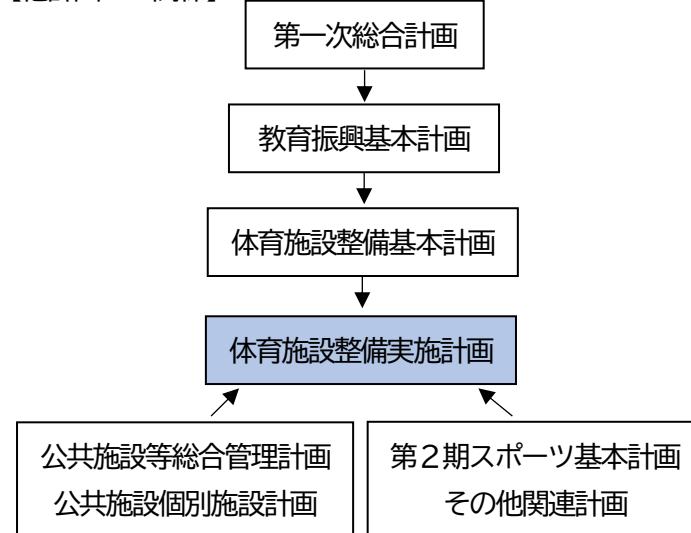 第一次総合計画
教育振興基本計画
体育施設整備基本計画
体育施設整備実施計画
公共施設等総合管理計画
公共施設個別施設計画
第２期スポーツ基本計画
その他関連計画